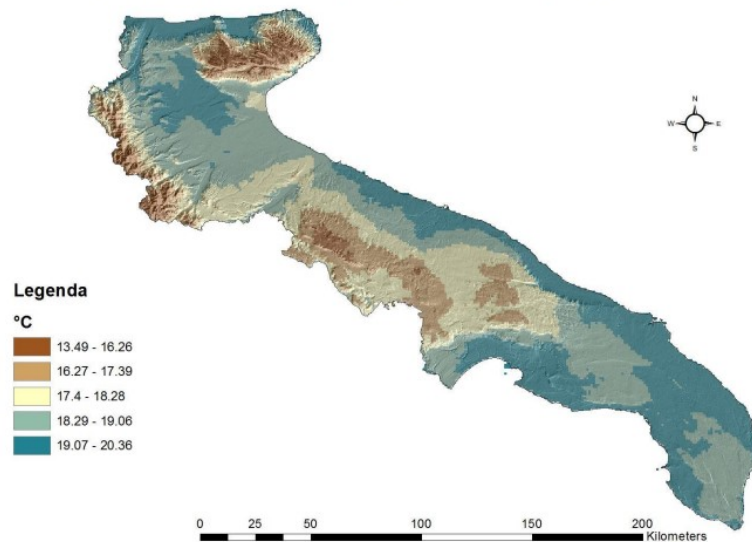 N
W E
S
Legenda
°C
13.49 - 16.26
16.27 - 17.39
17.4 - 18.28
18.29 - 19.06
19.07 - 20.36
0 25 50 100 150 200
Kilometers